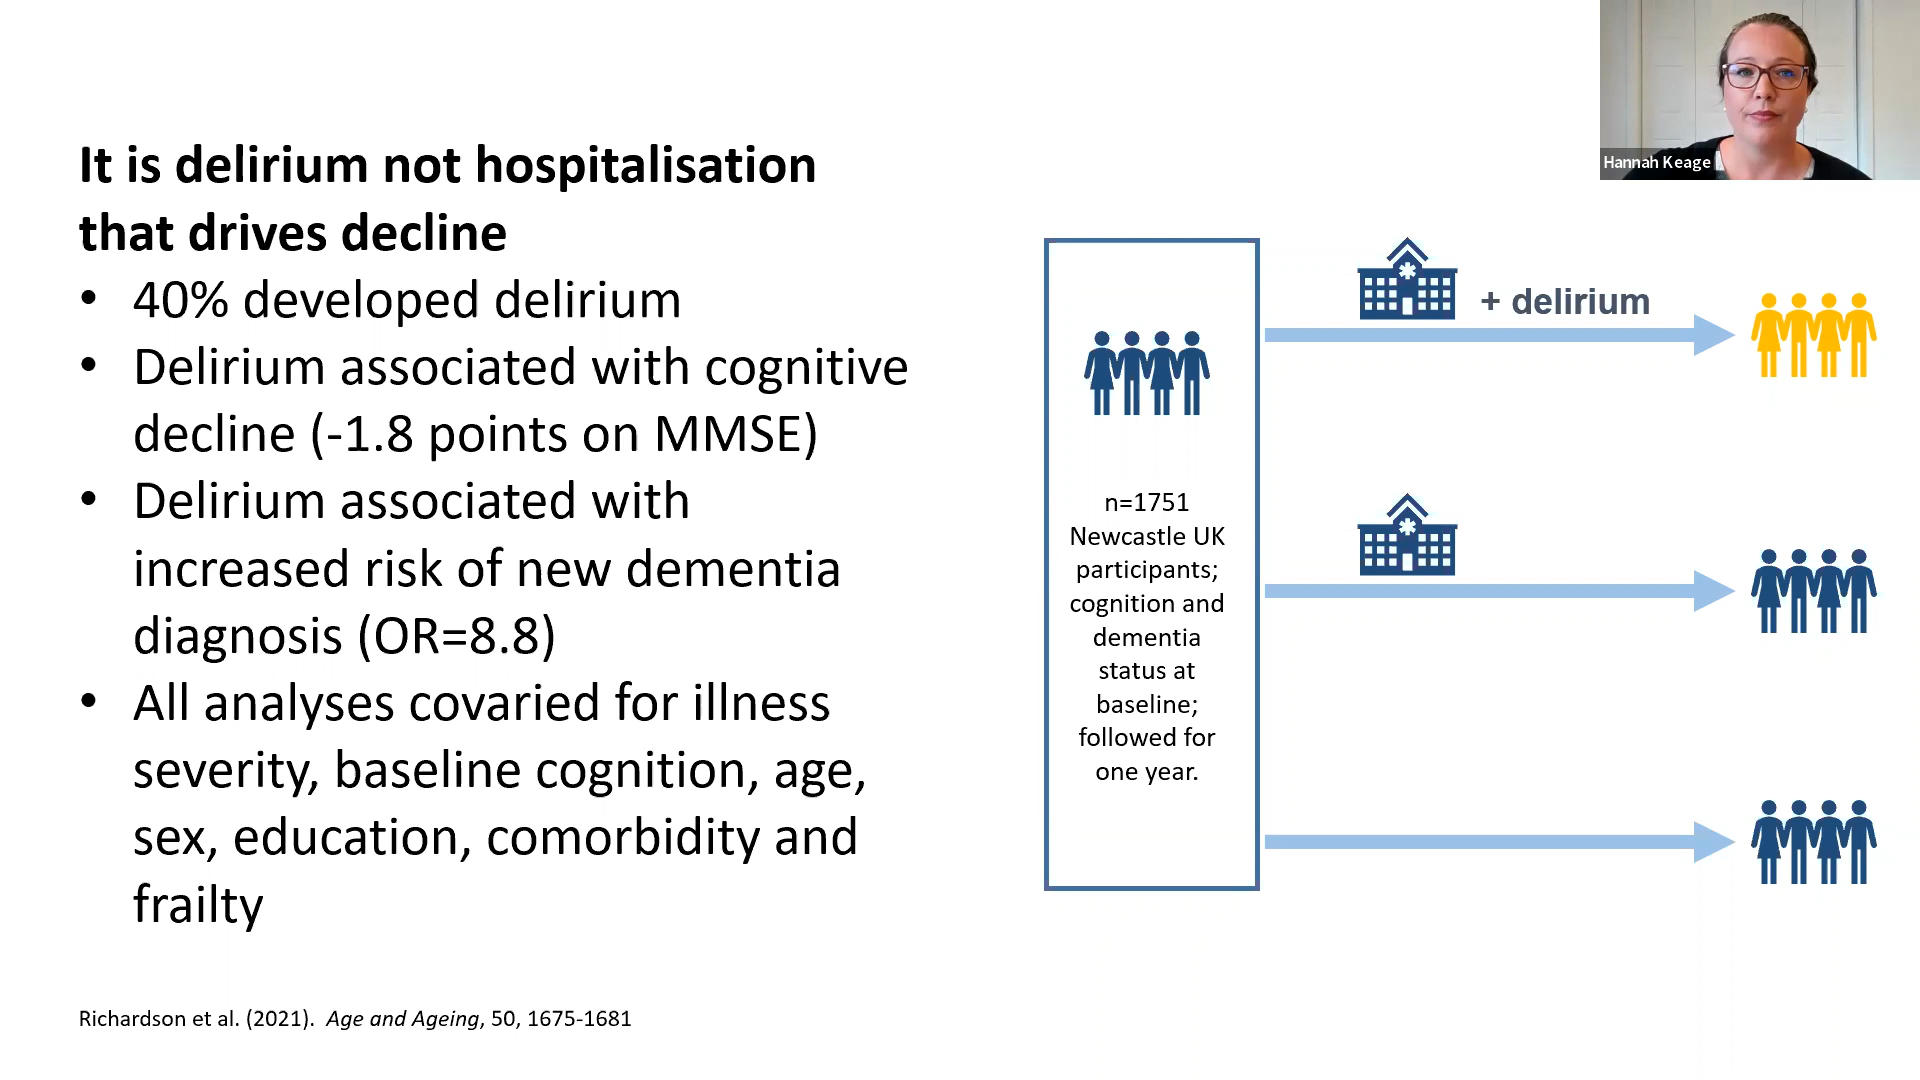 Hannah Keage
It is delirium not hospitalisation
that drives decline
• 40% developed delirium
• Delirium associated with cognitive
decline (-1.8 points on MMSE)
• Delirium associated with
increased risk of new dementia
diagnosis (OR=8.8)
• All analyses covaried for illness
severity, baseline cognition, age,
sex, education, comorbidity and
frailty
Richardson et al. (2021). Age and Ageing, 50, 1675-1681
n=1751
Newcastle UK
participants;
cognition and
dementia
status at
baseline;
followed for
one year.
+ delirium